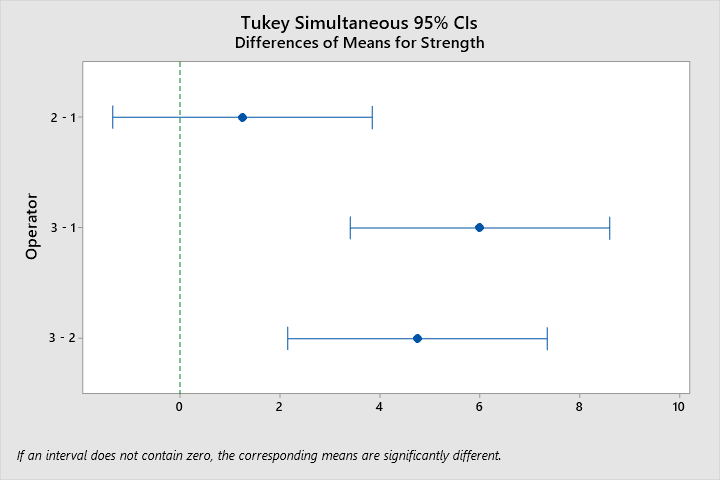 Tukey Simultaneous 95% CIs
Differences of Means for Strength
Operator
2 - 1
3 - 1
3 - 2
0 2 4 6 8 10
If an interval does not contain zero, the corresponding means are significantly different.